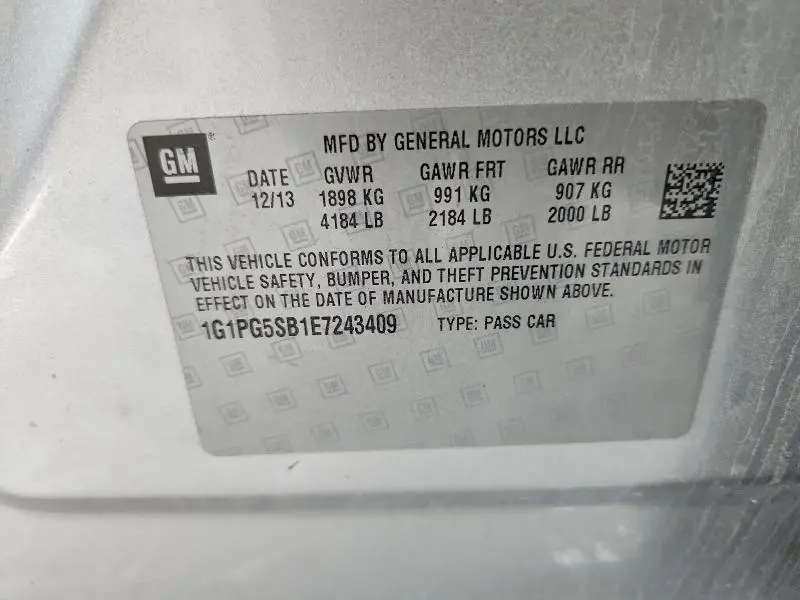 GM
MFD BY GENERAL MOTORS LLC
DATE GVWR GAWR FRT GAWR RR
12/13 1898 KG 991 KG 907 KG
4184 LB 2184 LB 2000 LB
THIS VEHICLE CONFORMS TO ALL APPLICABLE U.S. FEDERAL MOTOR
VEHICLE SAFETY, BUMPER, AND THEFT PREVENTION STANDARDS IN
EFFECT ON THE DATE OF MANUFACTURE SHOWN ABOVE.
1G1PG5SB1E7243409 TYPE: PASS CAR